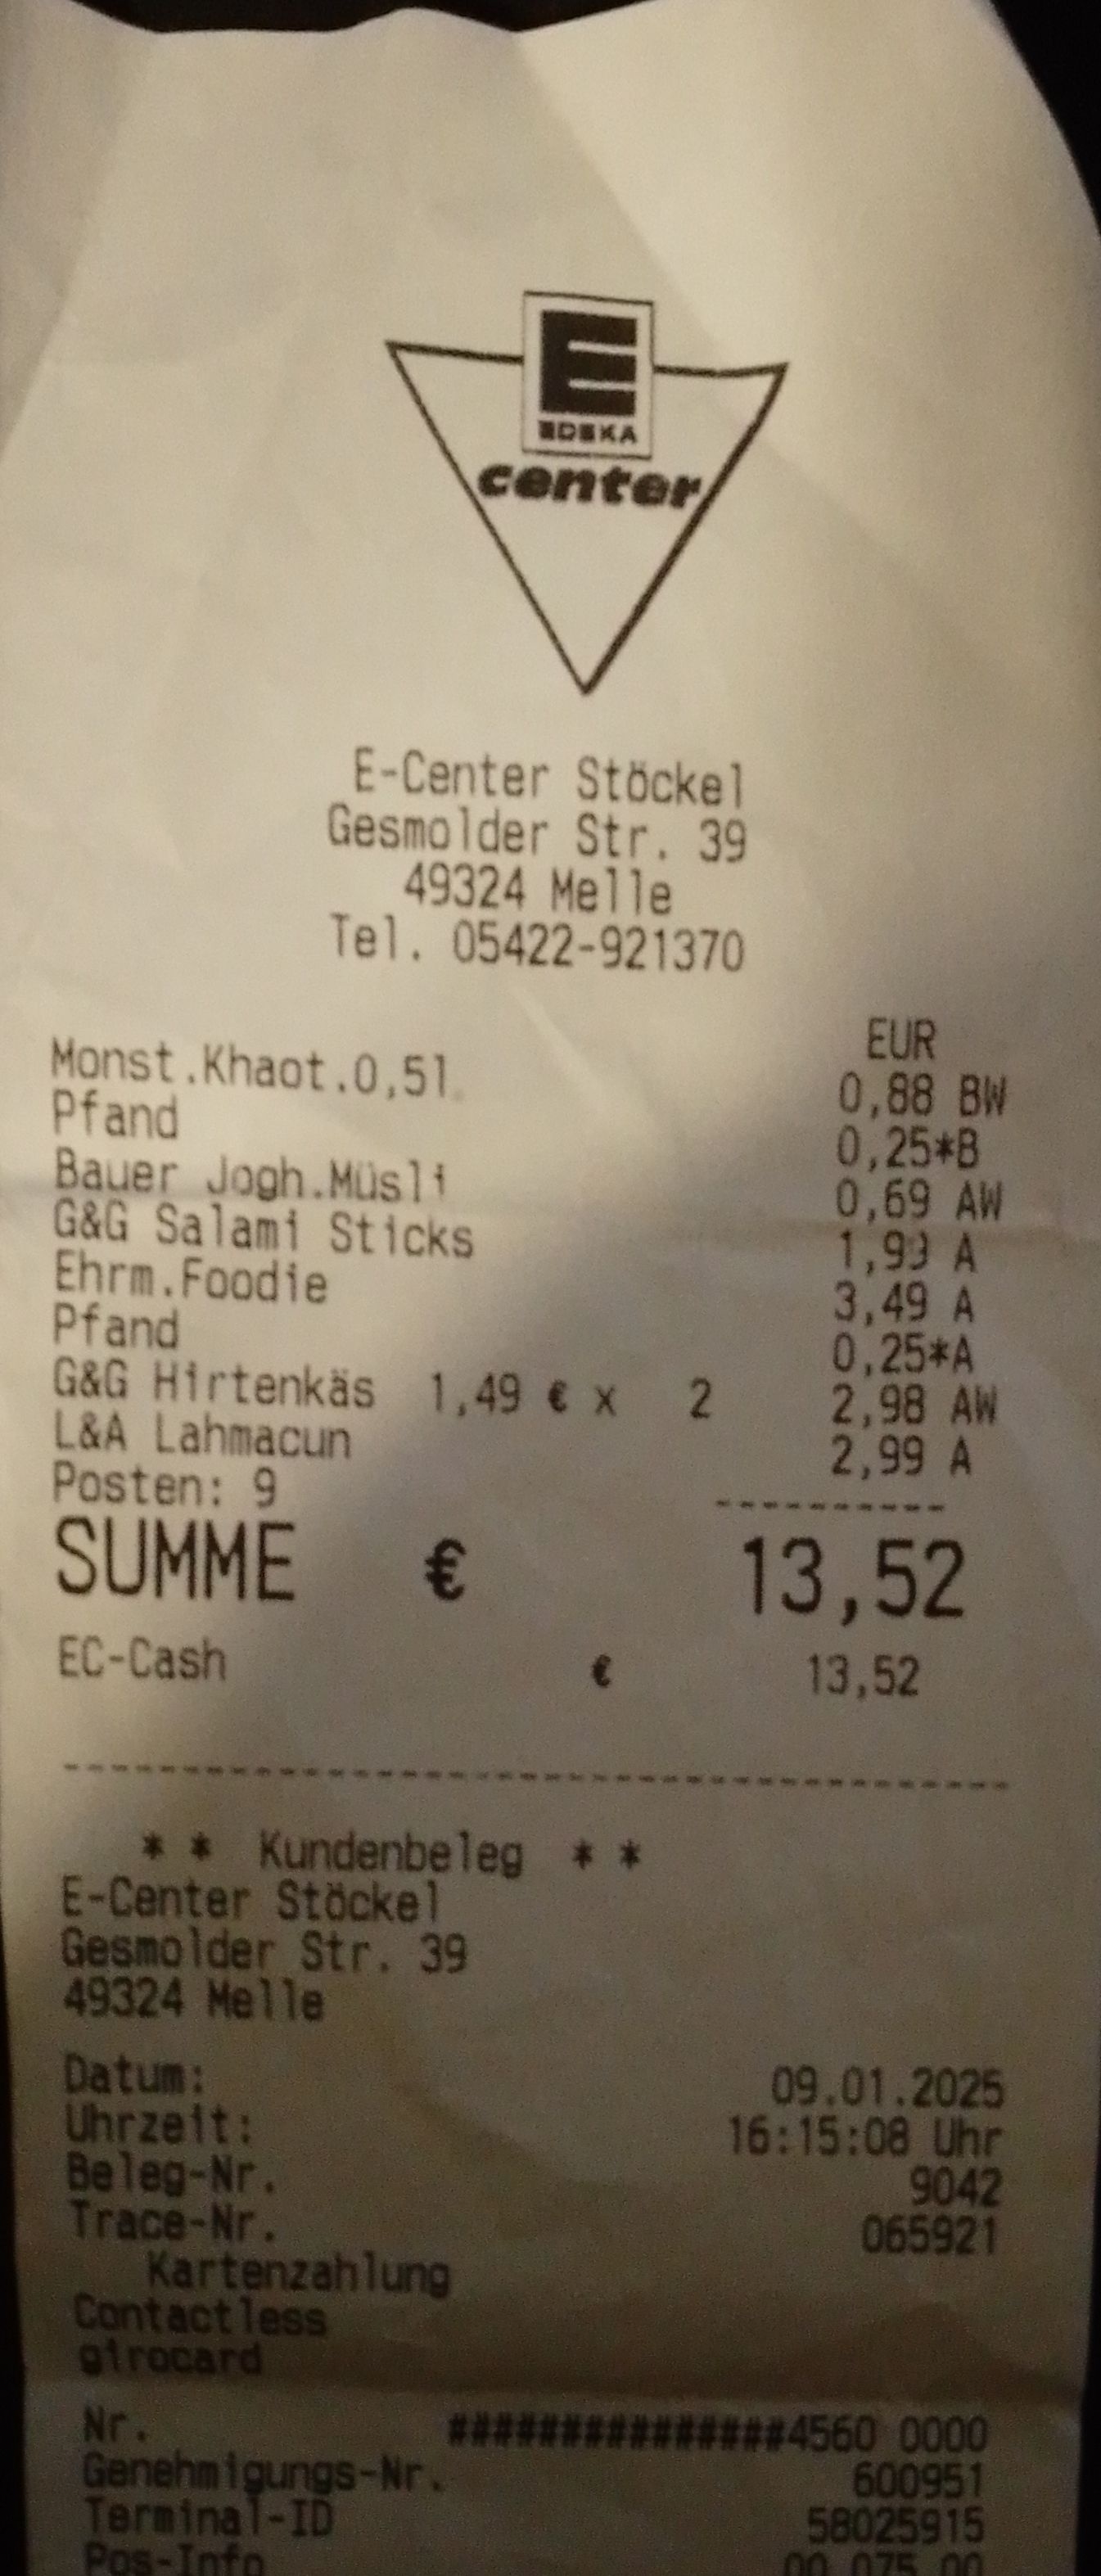 E
EDEKA
center
E-Center Stöckel
Gesmolder Str. 39
49324 Melle
Tel. 05422-921370
EUR
Monst.Khaot.0,5l 0,88 BW
Pfand 0,25*B
Bauer Jogh.Müsli 0,69 AW
G&G Salami Sticks 1,99 A
Ehrm.Foodie 3,49 A
Pfand 0,25*A
G&G Hirtenkäs 1,49 € x 2 2,98 AW
L&A Lahmacun 2,99 A
Posten: 9
----------
SUMME € 13,52
EC-Cash € 13,52
----------------------------------------
* * Kundenbeleg * *
E-Center Stöckel
Gesmolder Str. 39
49324 Melle
Datum: 09.01.2025
Uhrzeit: 16:15:08 Uhr
Beleg-Nr. 9042
Trace-Nr. 065921
Kartenzahlung
Contactless
girocard
Nr. ###############4560 0000
Genehmigungs-Nr. 600951
Terminal-ID 58025915
Pos-Info 00 075 00